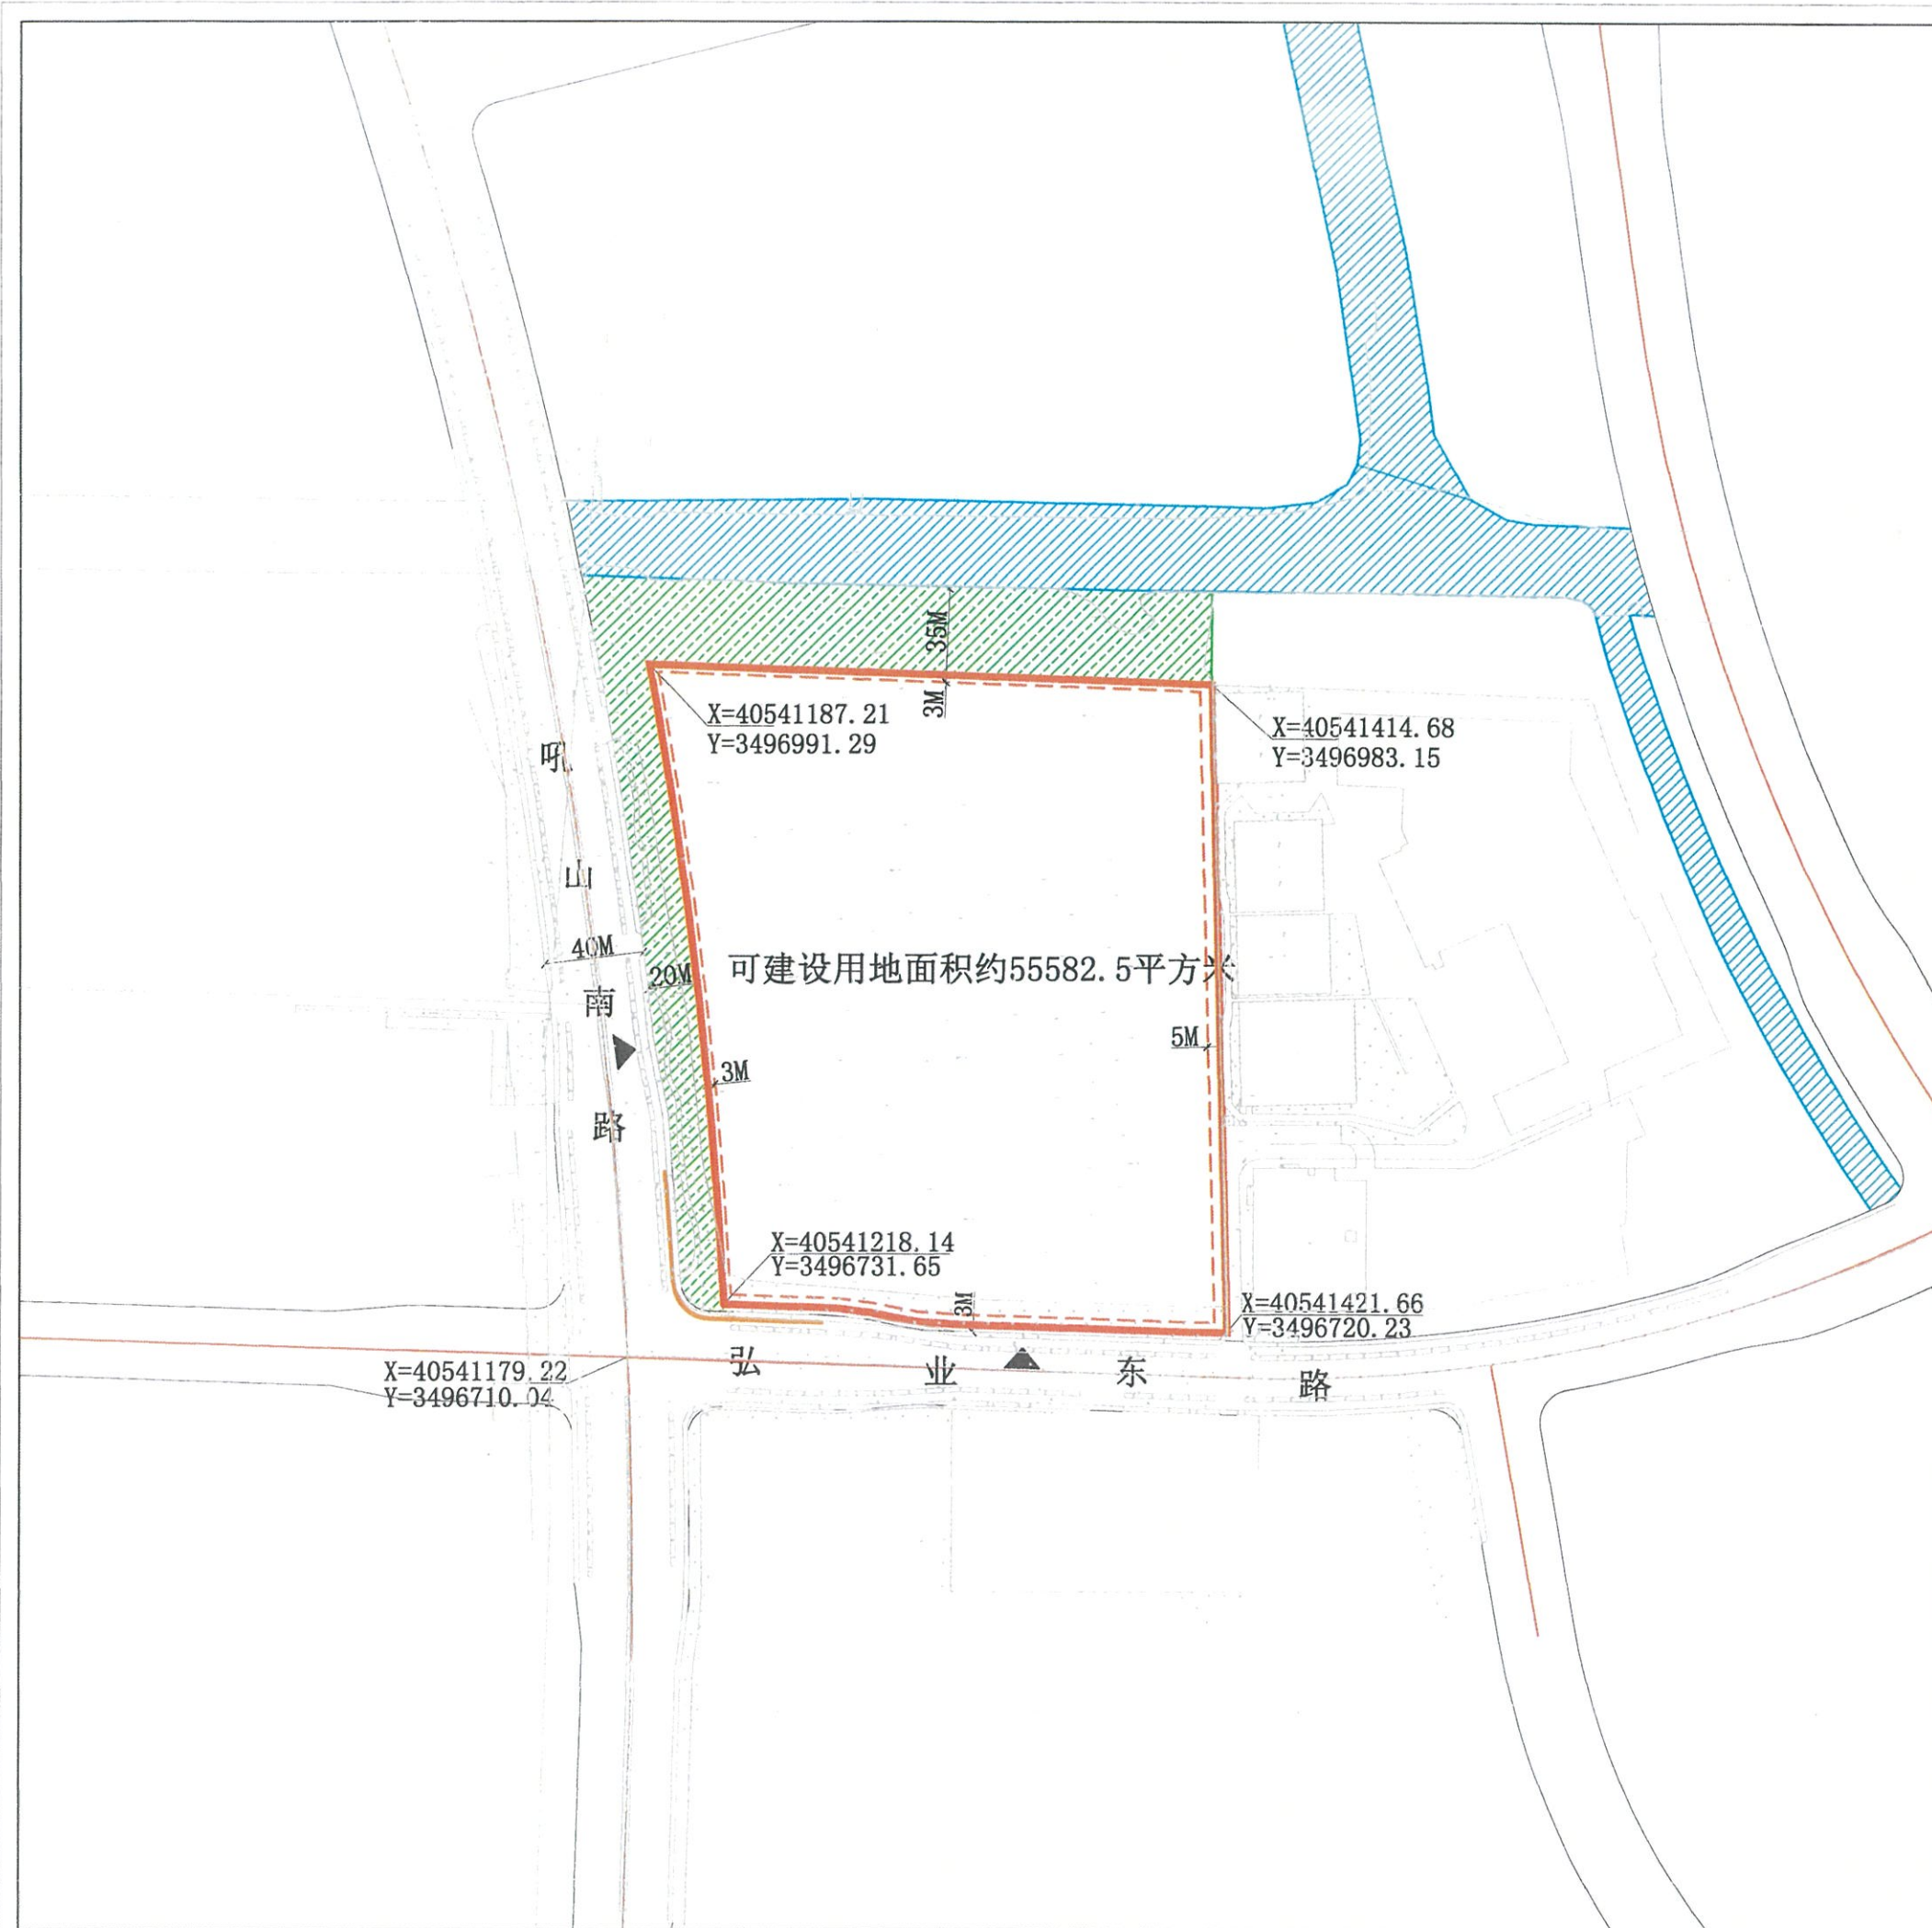 35M
3M
X=40541187.21
Y=3496991.29
X=40541414.68
Y=3496983.15
吼山南路
40M
20M
可建设用地面积约55582.5平方米
5M
3M
X=40541218.14
Y=3496731.65
3M
X=40541421.66
Y=3496720.23
弘业东路
X=40541179.22
Y=3496710.04